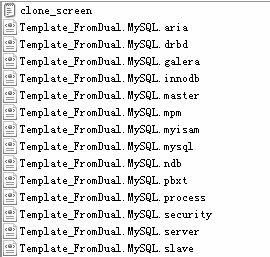 clone_screen
Template_FromDual.MySQL.aria
Template_FromDual.MySQL.drbd
Template_FromDual.MySQL.galera
Template_FromDual.MySQL.innodb
Template_FromDual.MySQL.master
Template_FromDual.MySQL.mpm
Template_FromDual.MySQL.myisam
Template_FromDual.MySQL.mysql
Template_FromDual.MySQL.ndb
Template_FromDual.MySQL.pbxt
Template_FromDual.MySQL.process
Template_FromDual.MySQL.security
Template_FromDual.MySQL.server
Template_FromDual.MySQL.slave